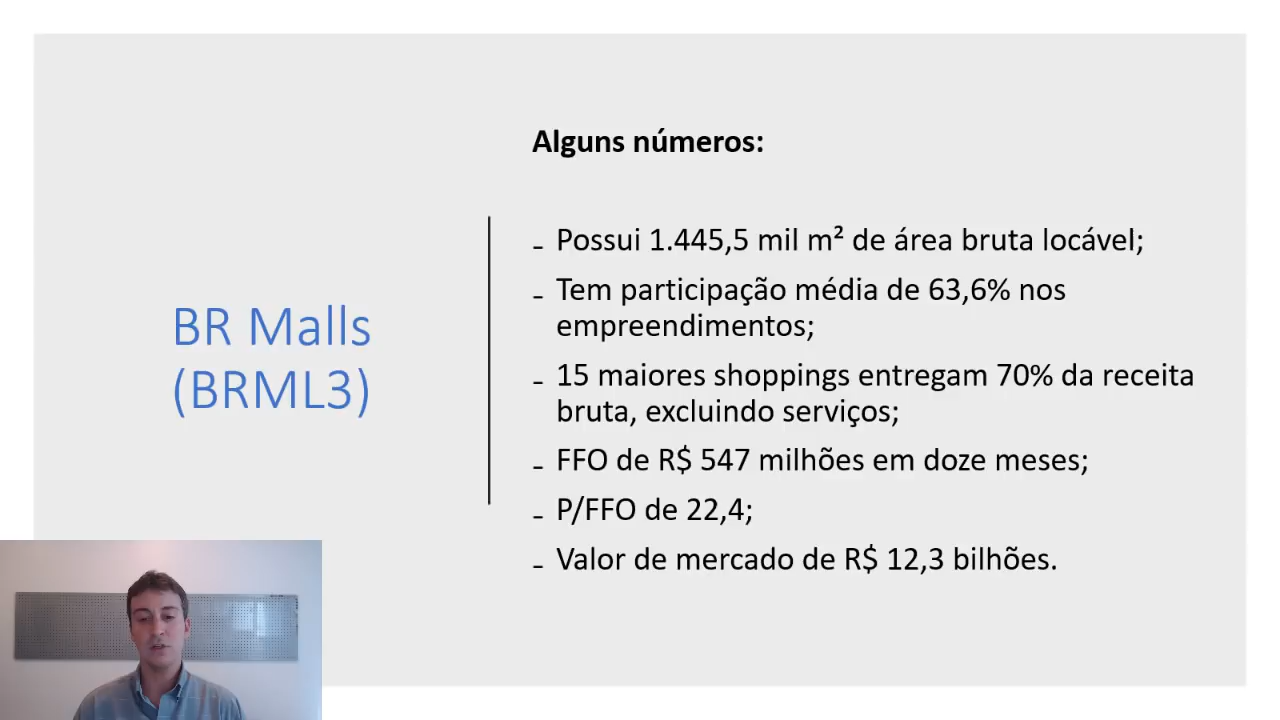 Alguns números:
BR Malls
(BRML3)
- Possui 1.445,5 mil m² de área bruta locável;
- Tem participação média de 63,6% nos
empreendimentos;
- 15 maiores shoppings entregam 70% da receita
bruta, excluindo serviços;
- FFO de R$ 547 milhões em doze meses;
- P/FFO de 22,4;
- Valor de mercado de R$ 12,3 bilhões.